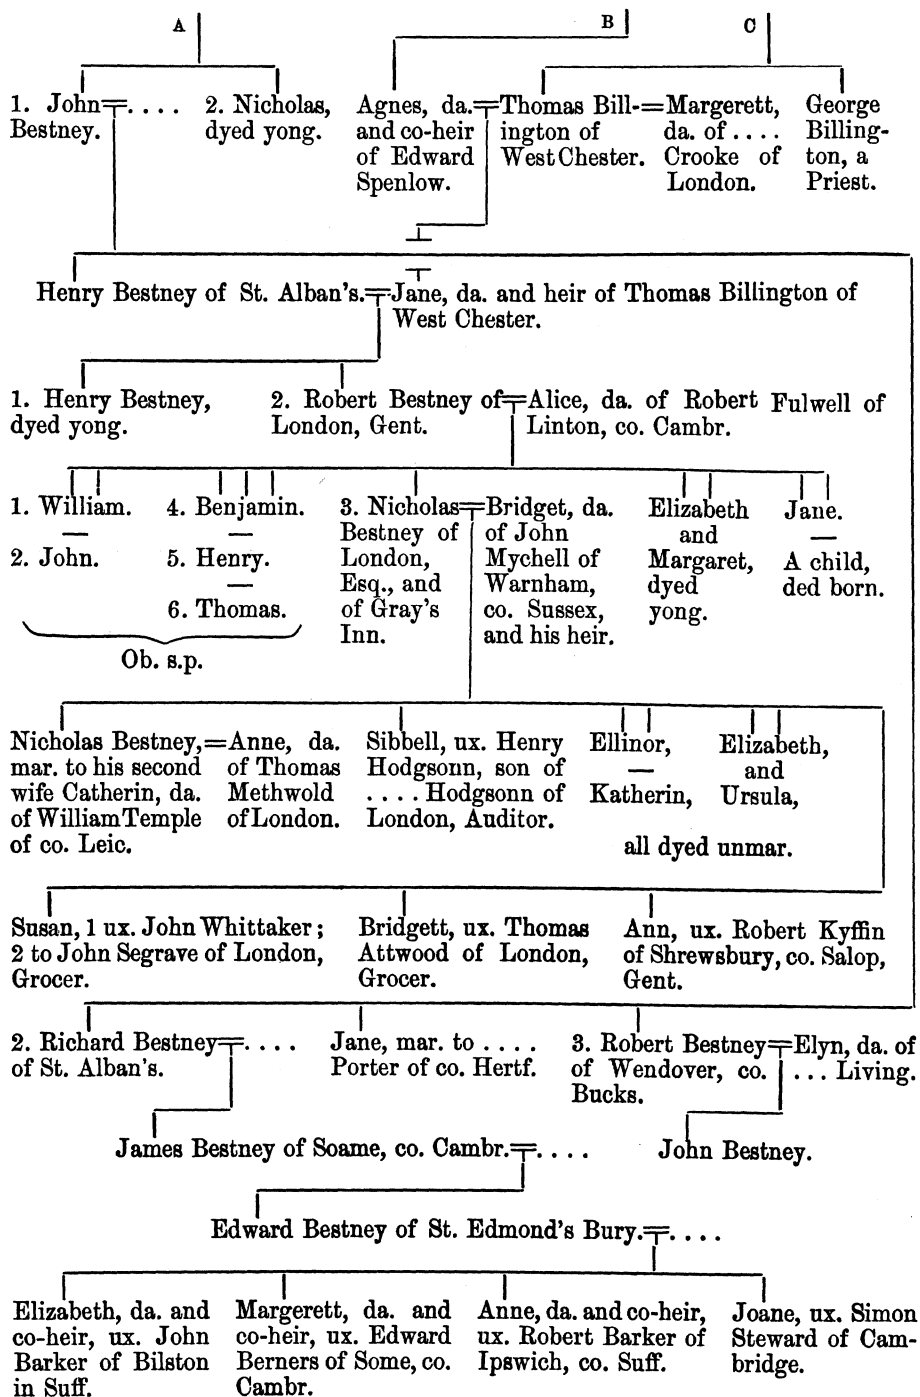 A B C
1. John=.... 2. Nicholas, Agnes, da.=Thomas Bill-=Margerett, George
Bestney. dyed yong. and co-heir ington of da. of .... Billing-
of Edward West Chester. Crooke of ton, a
Spenlow. London. Priest.
Henry Bestney of St. Alban's.=Jane, da. and heir of Thomas Billington of
West Chester.
1. Henry Bestney, 2. Robert Bestney of=Alice, da. of Robert Fulwell of
dyed yong. London, Gent. Linton, co. Cambr.
1. William. 4. Benjamin. 3. Nicholas=Bridget, da. Elizabeth Jane.
— — Bestney of of John and —
2. John. 5. Henry. London, Mychell of Margaret, A child,
— Esq., and Warnham, dyed ded born.
6. Thomas. of Gray's co. Sussex, yong.
Inn. and his heir.
Ob. s.p.
Nicholas Bestney,=Anne, da. Sibbell, ux. Henry Ellinor, Elizabeth,
mar. to his second of Thomas Hodgsonn, son of — and
wife Catherin, da. Methwold .... Hodgsonn of Katherin, Ursula,
of William Temple of London. London, Auditor.
of co. Leic. all dyed unmar.
Susan, 1 ux. John Whittaker; Bridgett, ux. Thomas Ann, ux. Robert Kyffin
2 to John Segrave of London, Attwood of London, of Shrewsbury, co. Salop,
Grocer. Grocer. Gent.
2. Richard Bestney=.... Jane, mar. to .... 3. Robert Bestney=Elyn, da. of
of St. Alban's. Porter of co. Hertf. of Wendover, co. ... Living.
Bucks.
James Bestney of Soame, co. Cambr.=.... John Bestney.
Edward Bestney of St. Edmond's Bury.=....
Elizabeth, da. and Margerett, da. and Anne, da. and co-heir, Joane, ux. Simon
co-heir, ux. John co-heir, ux. Edward ux. Robert Barker of Steward of Cam-
Barker of Bilston Berners of Some, co. Ipswich, co. Suff. bridge.
in Suff. Cambr.